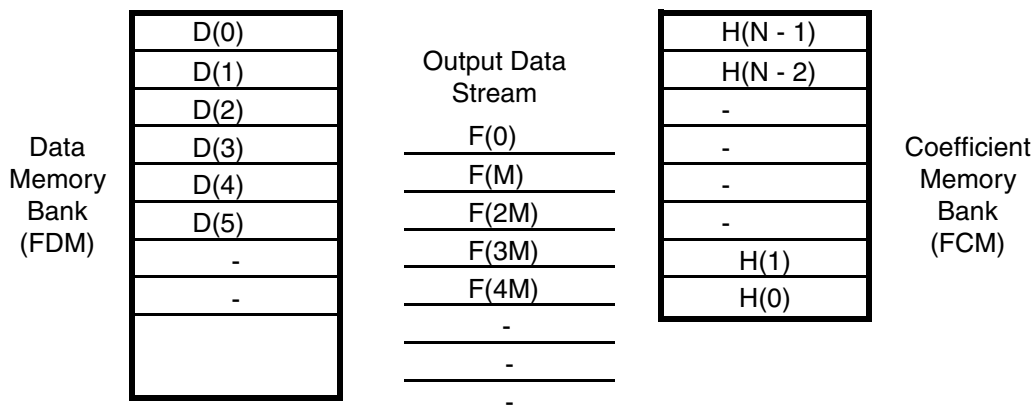 Data
Memory
Bank
(FDM)
D(0)
D(1)
D(2)
D(3)
D(4)
D(5)
-
-
Output Data
Stream
F(0)
F(M)
F(2M)
F(3M)
F(4M)
-
-
-
H(N - 1)
H(N - 2)
-
-
-
-
H(1)
H(0)
Coefficient
Memory
Bank
(FCM)